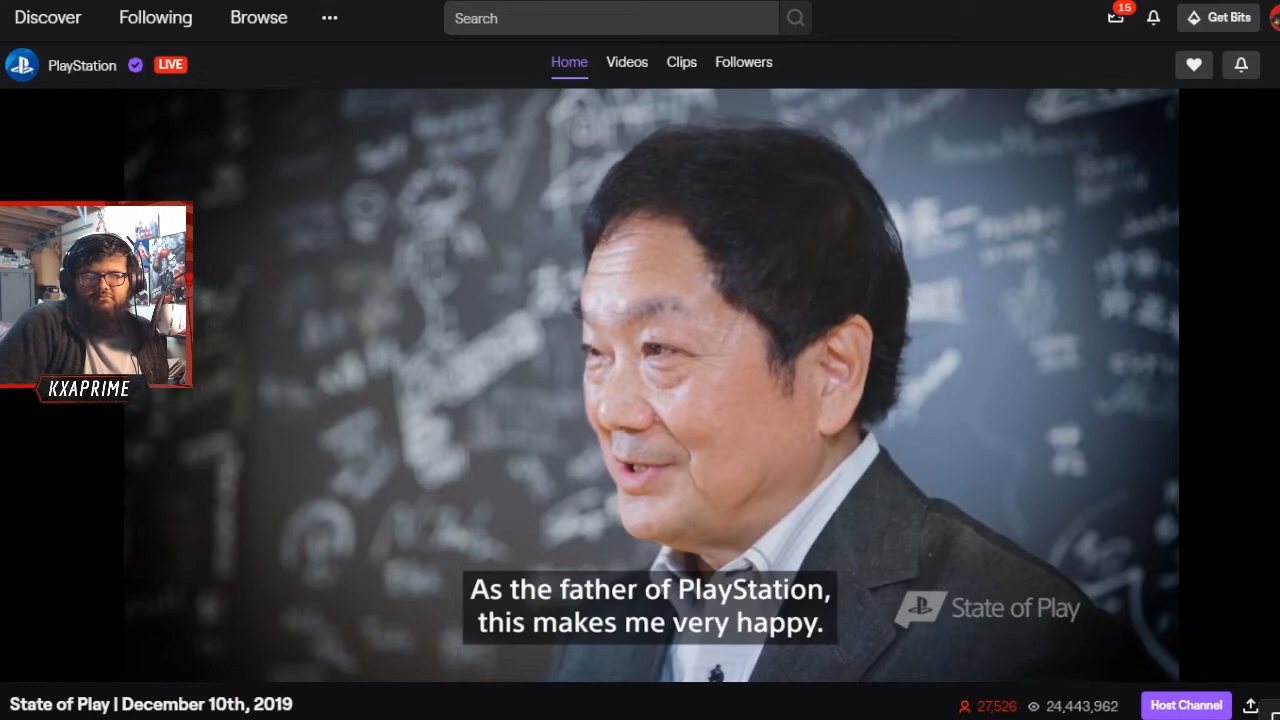 Discover Following Browse
Search
15
Get Bits
PlayStation LIVE
Home Videos Clips Followers
KXAPRIME
As the father of PlayStation,
this makes me very happy.
State of Play
State of Play | December 10th, 2019
27,526 24,443,962
Host Channel